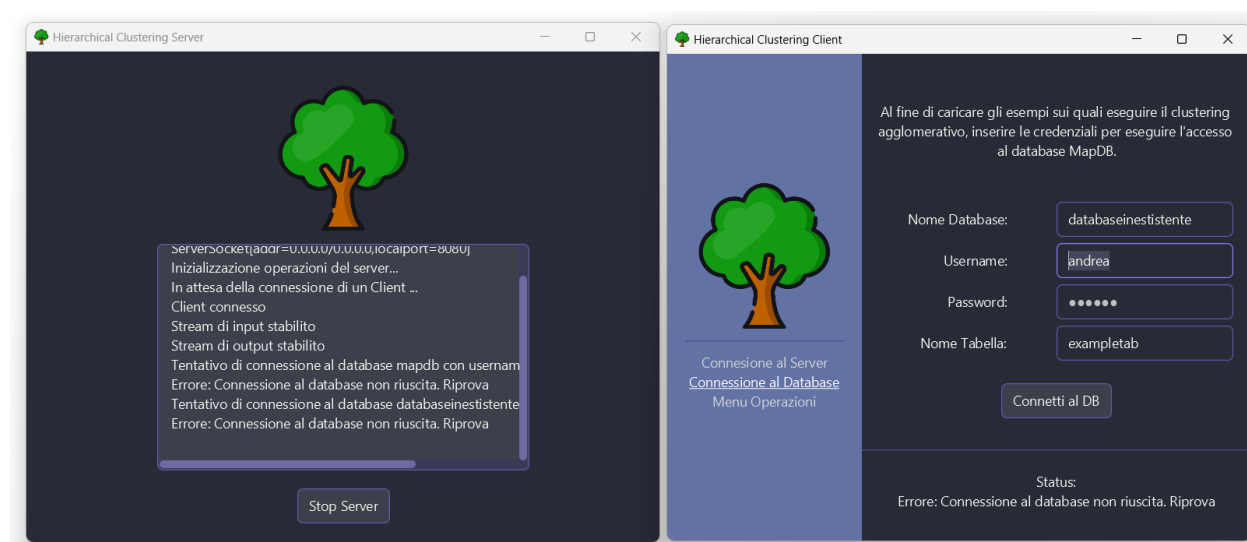 Hierarchical Clustering Server
ServerSocket[addr=0.0.0.0/0.0.0.0,localport=8080]
Inizializzazione operazioni del server...
In attesa della connessione di un Client ...
Client connesso
Stream di input stabilito
Stream di output stabilito
Tentativo di connessione al database mapdb con usernam
Errore: Connessione al database non riuscita. Riprova
Tentativo di connessione al database databaseinestistente
Errore: Connessione al database non riuscita. Riprova
Stop Server
Hierarchical Clustering Client
Connesione al Server
Connessione al Database
Menu Operazioni
Al fine di caricare gli esempi sui quali eseguire il clustering
agglomerativo, inserire le credenziali per eseguire l'accesso
al database MapDB.
Nome Database: databaseinestistente
Username: andrea
Password: ●●●●●●
Nome Tabella: exampletab
Connetti al DB
Status:
Errore: Connessione al database non riuscita. Riprova